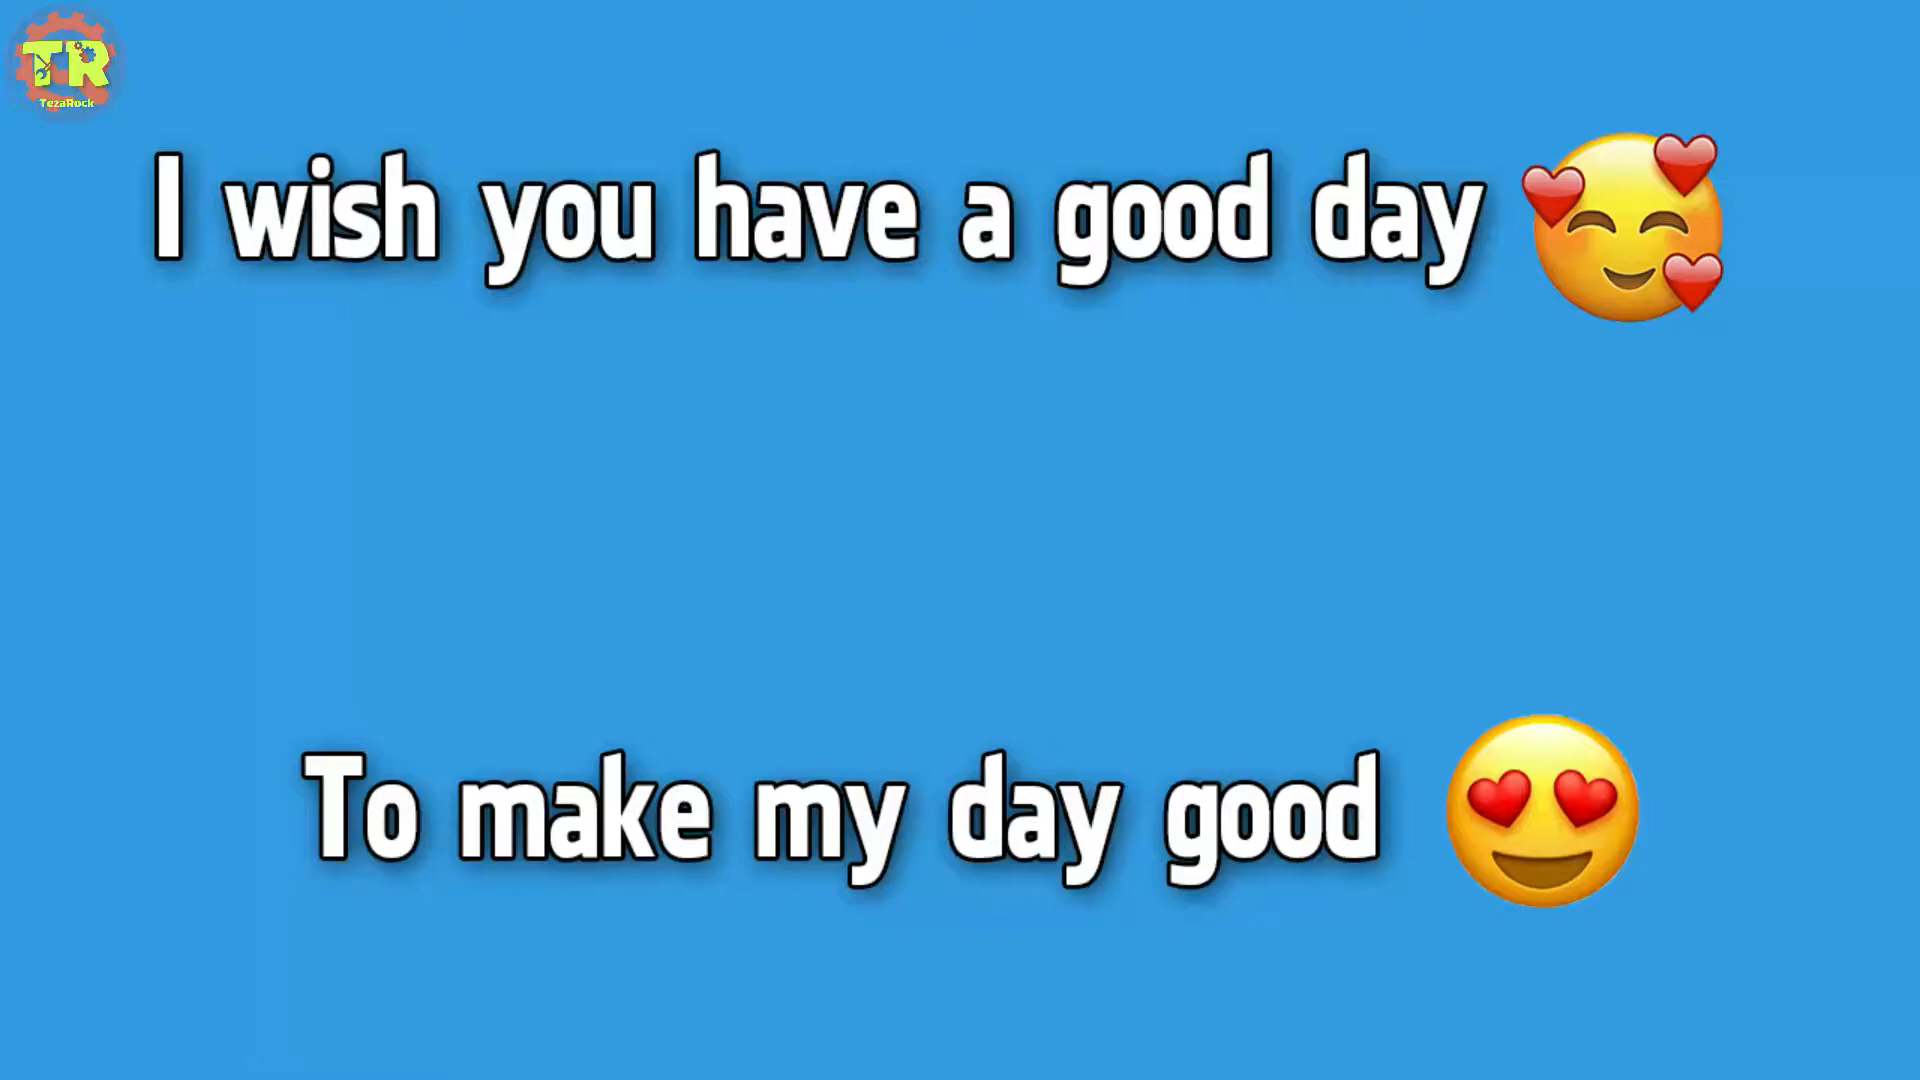 TR
TezaRock
I wish you have a good day 🥰
To make my day good 😍